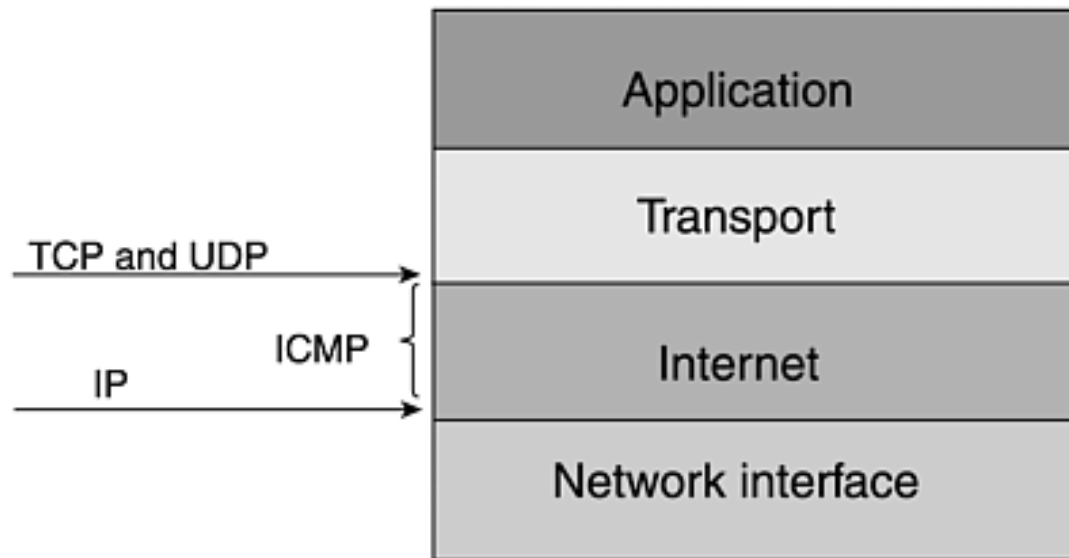 Application
Transport
TCP and UDP
ICMP
Internet
IP
Network interface